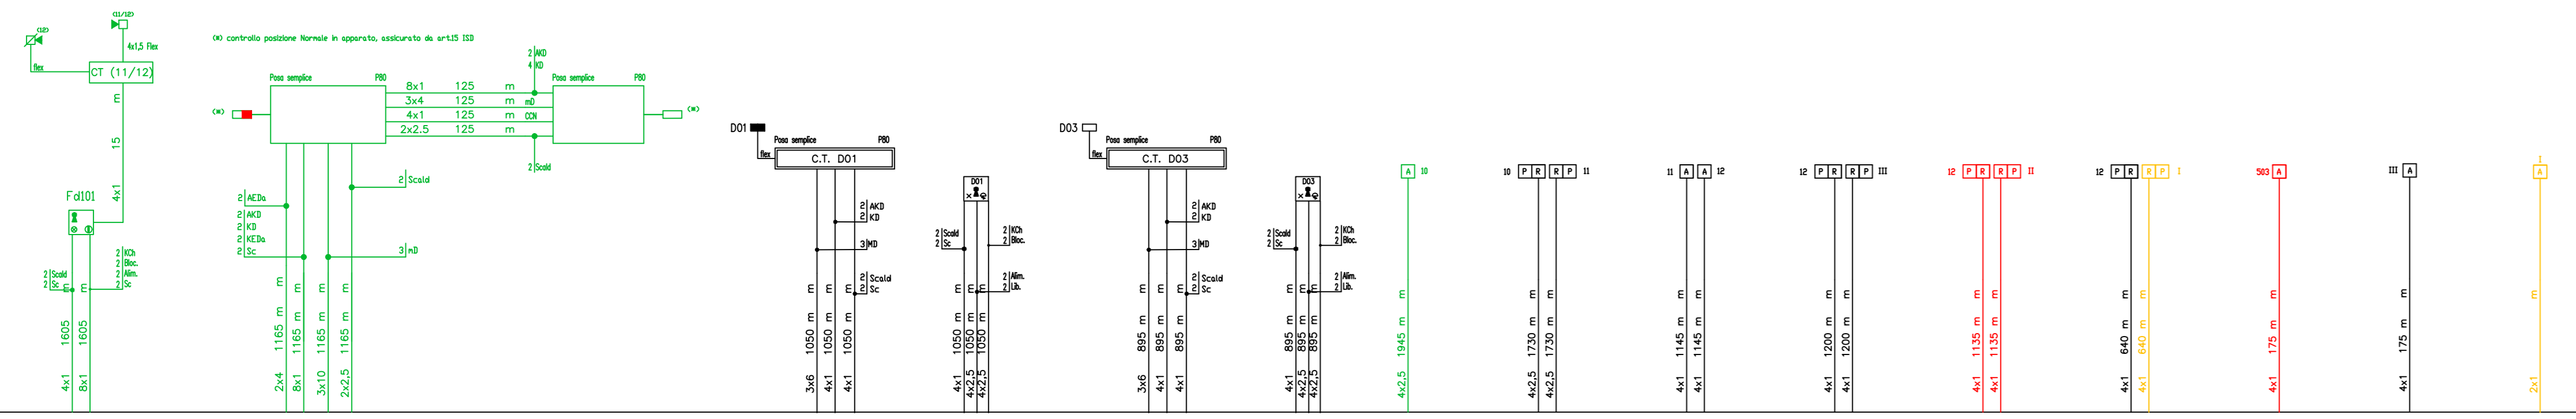 (11/12)
(12)
4x1,5 Flex
flex
CT (11/12)
m
15
4x1
Fd101
2 KCh
2 Bloc.
2 Alim.
2 Sc
2 Scald
2 Sc
m
m
1605
1605
4x1
8x1
(*) controllo posizione Normale in apparato, assicurato da art.15 ISD
2 AKD
4 KD
Posa semplice P80
Posa semplice P80
8x1 125 m
3x4 125 m mD
4x1 125 m CCN
2x2.5 125 m
(*)
(*)
2 Scald
2 Scald
2 AEDa
2 AKD
2 KD
2 KEDa
2 Sc
3 mD
m m m m
1165 m
1165 m
1165 m
1165 m
2x4
8x1
3x10
2x2,5
D01
Posa semplice P80
flex
C.T. D01
2 AKD
2 KD
3 MD
2 Scald
2 Sc
m m m
1050 m
1050 m
1050 m
3x6
4x1
4x1
D01
2 Scald
2 Sc
2 KCh
2 Bloc.
2 Alim.
2 Lib.
m m m
1050 m
1050 m
1050 m
4x1
4x2,5
4x2,5
D03
Posa semplice P80
flex
C.T. D03
2 AKD
2 KD
3 MD
2 Scald
2 Sc
m m m
895 m
895 m
895 m
3x6
4x1
4x1
D03
2 Scald
2 Sc
2 KCh
2 Bloc.
2 Alim.
2 Lib.
m m m
895 m
895 m
895 m
4x1
4x2,5
4x2,5
A 10
m
1945 m
4x2,5
10 P R R P 11
m m
1730 m
1730 m
4x2,5
4x2,5
11 A A 12
m m
1145 m
1145 m
4x1
4x1
12 P R R P III
m m
1200 m
1200 m
4x1
4x1
12 P R R P II
m m
1135 m
1135 m
4x1
4x1
12 P R R P I
m m
640 m
640 m
4x1
4x1
503 A
m
175 m
4x1
III A
m
175 m
4x1
I
A
m
2x1